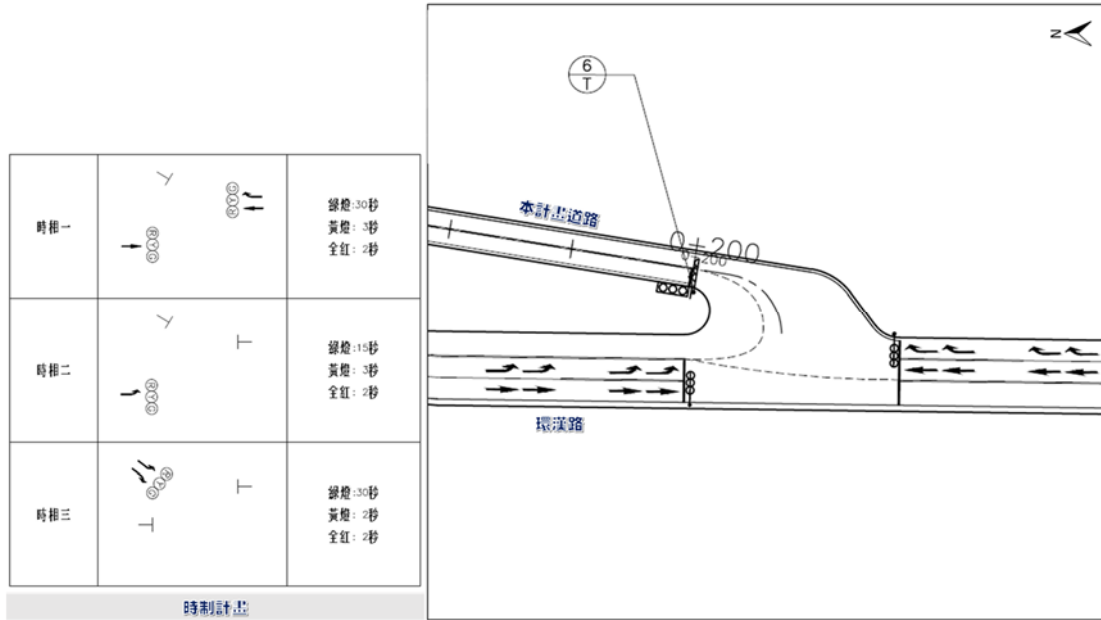 時相一
G
Y
R
R
Y
G
綠燈:30秒
黃燈: 3秒
全紅: 2秒
時相二
R
Y
G
綠燈:15秒
黃燈: 3秒
全紅: 2秒
時相三
R
Y
G
綠燈:30秒
黃燈: 2秒
全紅: 2秒
時制計畫
N
6
T
本計畫道路
0+200
0+200
環漢路